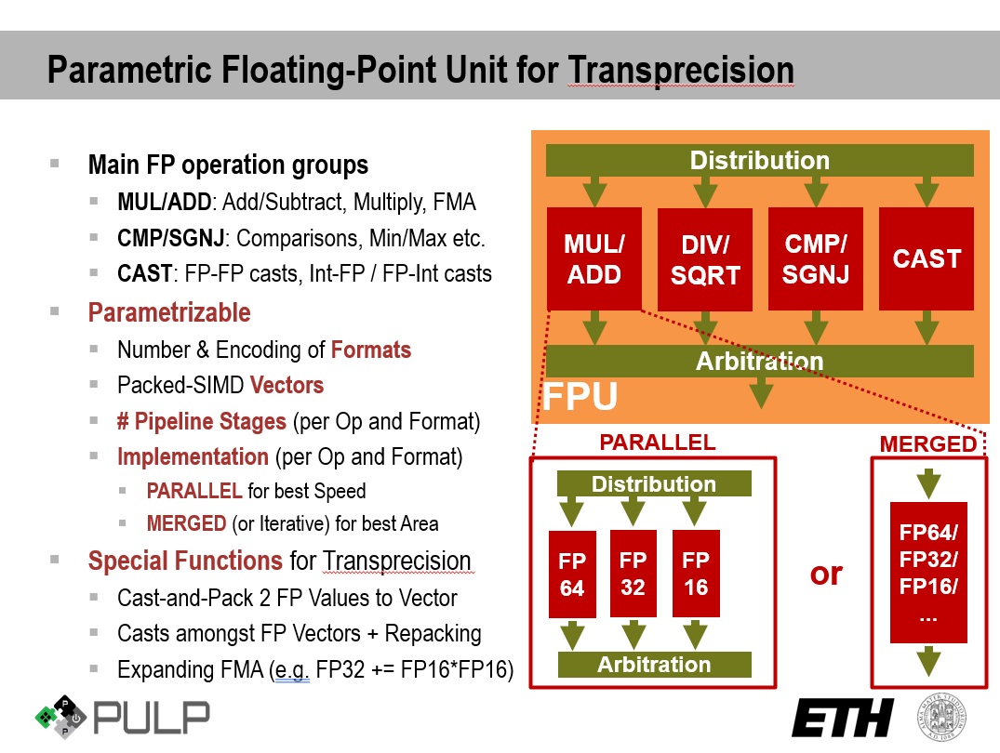 Parametric Floating-Point Unit for Transprecision
Main FP operation groups
MUL/ADD: Add/Subtract, Multiply, FMA
CMP/SGNJ: Comparisons, Min/Max etc.
CAST: FP-FP casts, Int-FP / FP-Int casts
Parametrizable
Number & Encoding of Formats
Packed-SIMD Vectors
# Pipeline Stages (per Op and Format)
Implementation (per Op and Format)
PARALLEL for best Speed
MERGED (or Iterative) for best Area
Special Functions for Transprecision
Cast-and-Pack 2 FP Values to Vector
Casts amongst FP Vectors + Repacking
Expanding FMA (e.g. FP32 += FP16*FP16)
Distribution
MUL/
ADD
DIV/
SQRT
CMP/
SGNJ
CAST
Arbitration
FPU
PARALLEL
Distribution
FP
64
FP
32
FP
16
Arbitration
or
MERGED
FP64/
FP32/
FP16/
...
PULP
P
P
ETH